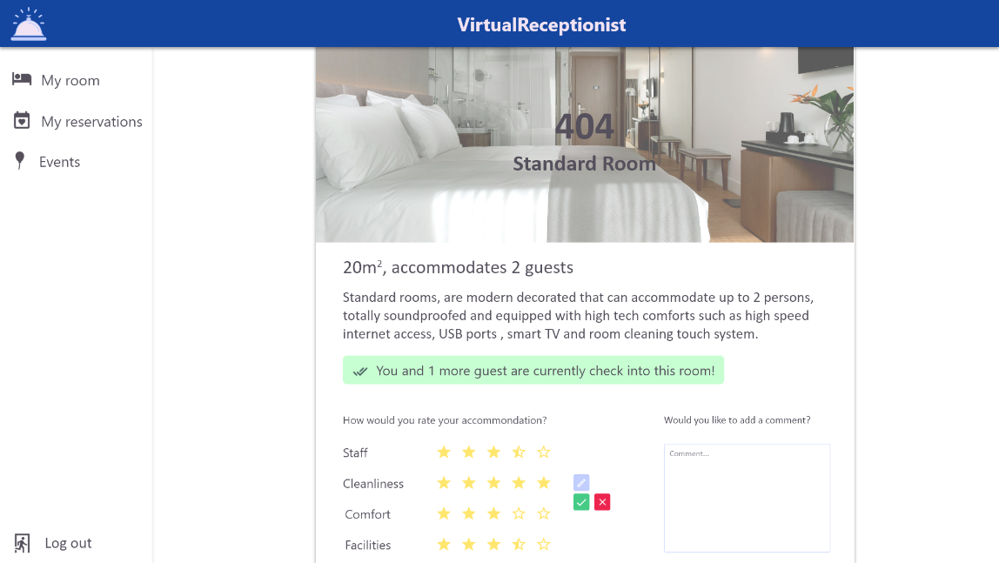 VirtualReceptionist
My room
My reservations
Events
Log out
404
Standard Room
20m², accommodates 2 guests
Standard rooms, are modern decorated that can accommodate up to 2 persons,
totally soundproofed and equipped with high tech comforts such as high speed
internet access, USB ports , smart TV and room cleaning touch system.
You and 1 more guest are currently check into this room!
How would you rate your accommondation?
Staff
Cleanliness
Comfort
Facilities
Would you like to add a comment?
Comment...